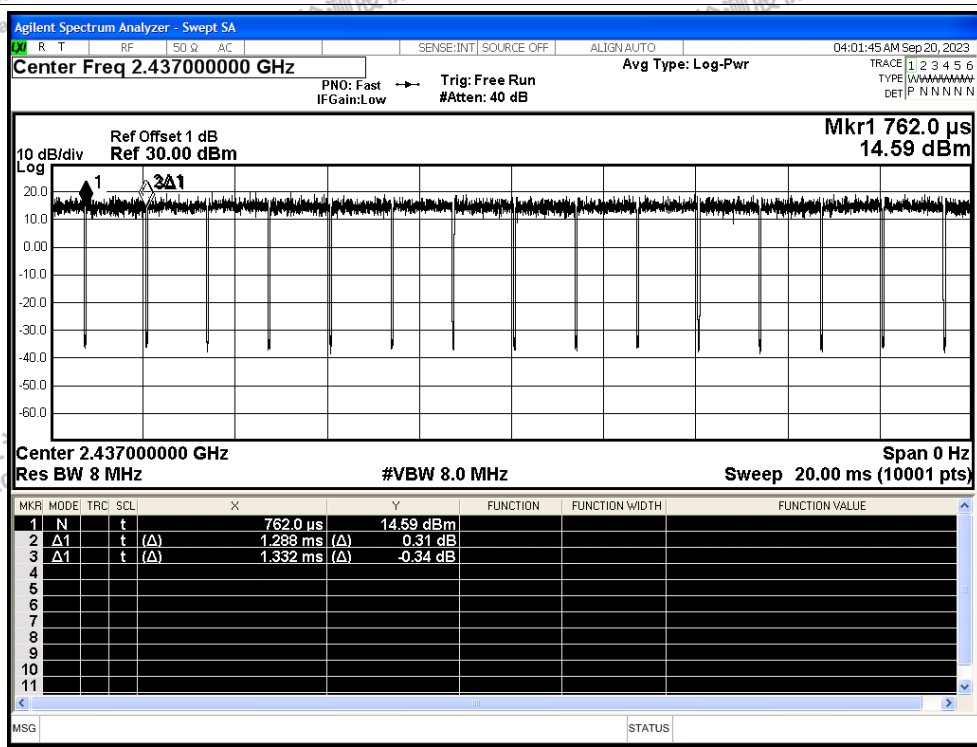 Agilent Spectrum Analyzer - Swept SA
LXI R T RF 50 Ω AC SENSE:INT SOURCE OFF ALIGN AUTO 04:01:45 AM Sep 20, 2023
Center Freq 2.437000000 GHz
PNO: Fast
IFGain:Low
Trig: Free Run
#Atten: 40 dB
Avg Type: Log-Pwr
TRACE 1 2 3 4 5 6
TYPE WWWWWW
DET P N N N N N
Mkr1 762.0 µs
14.59 dBm
Ref Offset 1 dB
10 dB/div Ref 30.00 dBm
Log
1
2Δ1
20.0
10.0
0.00
-10.0
-20.0
-30.0
-40.0
-50.0
-60.0
Center 2.437000000 GHz Span 0 Hz
Res BW 8 MHz #VBW 8.0 MHz Sweep 20.00 ms (10001 pts)
MKR MODE TRC SCL X Y FUNCTION FUNCTION WIDTH FUNCTION VALUE
1 N t 762.0 µs 14.59 dBm
2 Δ1 t (Δ) 1.288 ms (Δ) 0.31 dB
3 Δ1 t (Δ) 1.332 ms (Δ) -0.34 dB
4
5
6
7
8
9
10
11
MSG STATUS